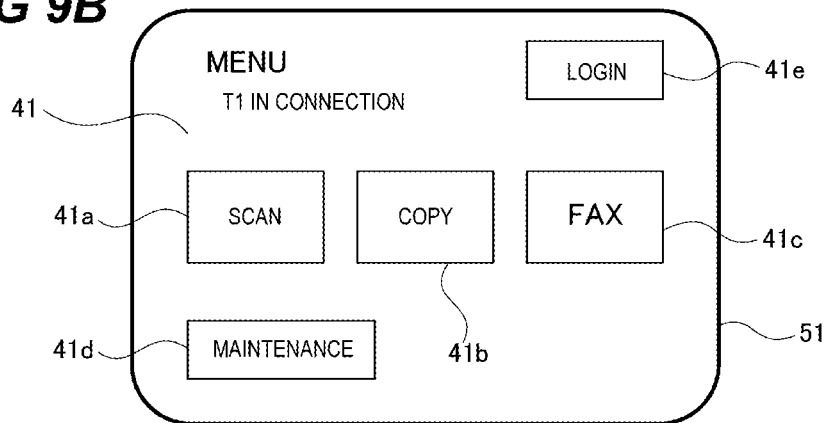 G 9B
MENU
LOGIN
41e
T1 IN CONNECTION
41
SCAN
COPY
FAX
41a
41c
MAINTENANCE
41d
41b
51